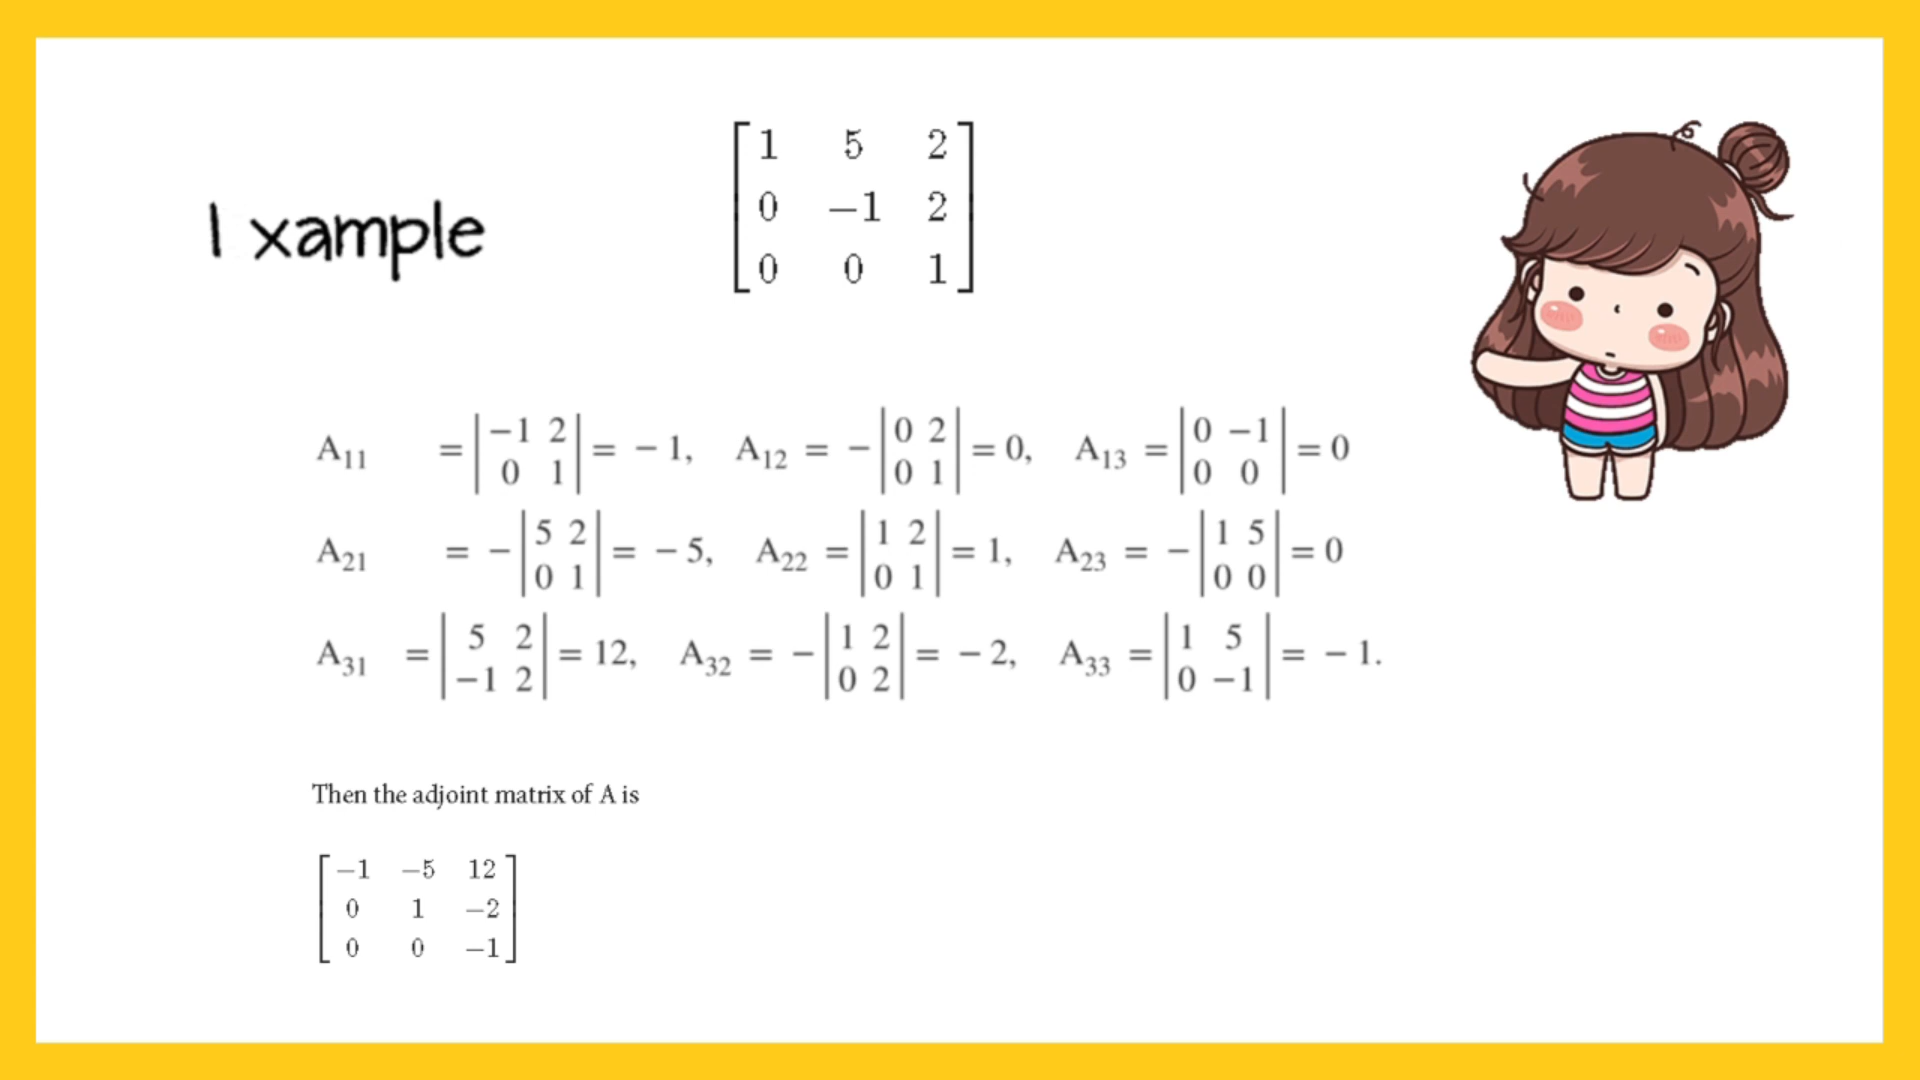 1 xample
[1 5 2
0 −1 2
0 0 1]
A₁₁ = |−1 2; 0 1| = − 1, A₁₂ = − |0 2; 0 1| = 0, A₁₃ = |0 −1; 0 0| = 0
A₂₁ = − |5 2; 0 1| = − 5, A₂₂ = |1 2; 0 1| = 1, A₂₃ = − |1 5; 0 0| = 0
A₃₁ = |5 2; −1 2| = 12, A₃₂ = − |1 2; 0 2| = − 2, A₃₃ = |1 5; 0 −1| = − 1.
Then the adjoint matrix of A is
[−1 −5 12
0 1 −2
0 0 −1]